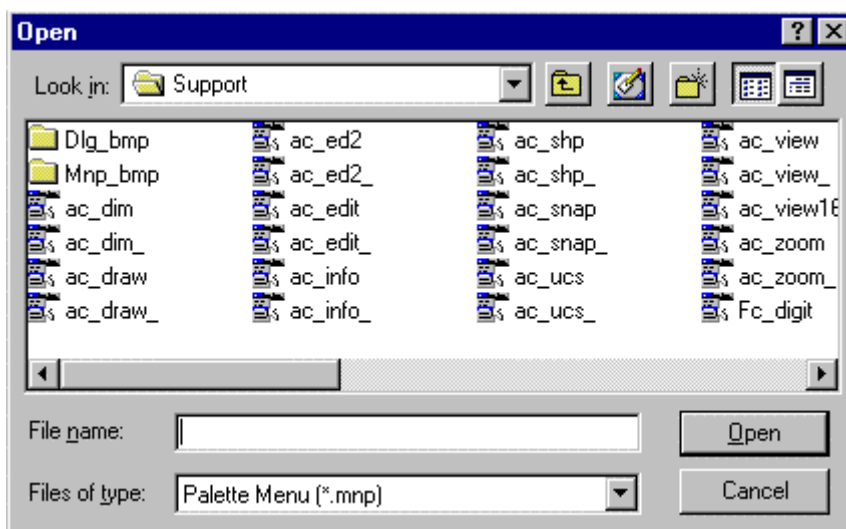 Open
Look in: Support
Dlg_bmp ac_ed2 ac_shp ac_view
Mnp_bmp ac_ed2_ ac_shp_ ac_view_
ac_dim ac_edit ac_snap ac_view16
ac_dim_ ac_edit_ ac_snap_ ac_zoom
ac_draw ac_info ac_ucs ac_zoom_
ac_draw_ ac_info_ ac_ucs_ Fc_digit
File name: Open
Files of type: Palette Menu (*.mnp) Cancel